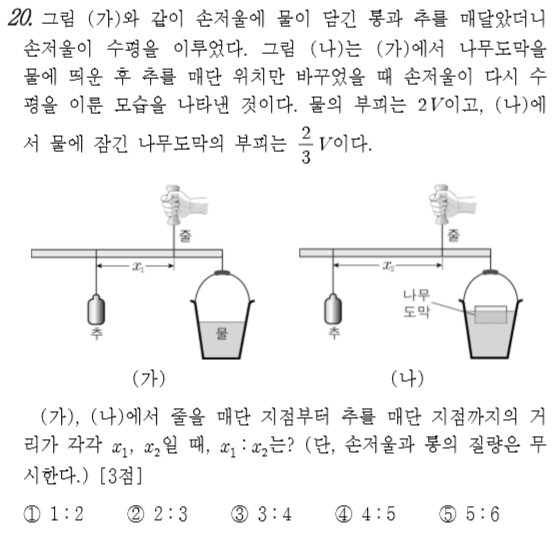 20. 그림 (가)와 같이 손저울에 물이 담긴 통과 추를 매달았더니
손저울이 수평을 이루었다. 그림 (나)는 (가)에서 나무도막을
물에 띄운 후 추를 매단 위치만 바꾸었을 때 손저울이 다시 수
평을 이룬 모습을 나타낸 것이다. 물의 부피는 2V이고, (나)에
서 물에 잠긴 나무도막의 부피는 2/3 V이다.
줄
x₁
추
물
(가)
줄
x₂
나무
도막
추
(나)
(가), (나)에서 줄을 매단 지점부터 추를 매단 지점까지의 거
리가 각각 x₁, x₂일 때, x₁ : x₂는? (단, 손저울과 통의 질량은 무
시한다.) [3점]
① 1 : 2 ② 2 : 3 ③ 3 : 4 ④ 4 : 5 ⑤ 5 : 6